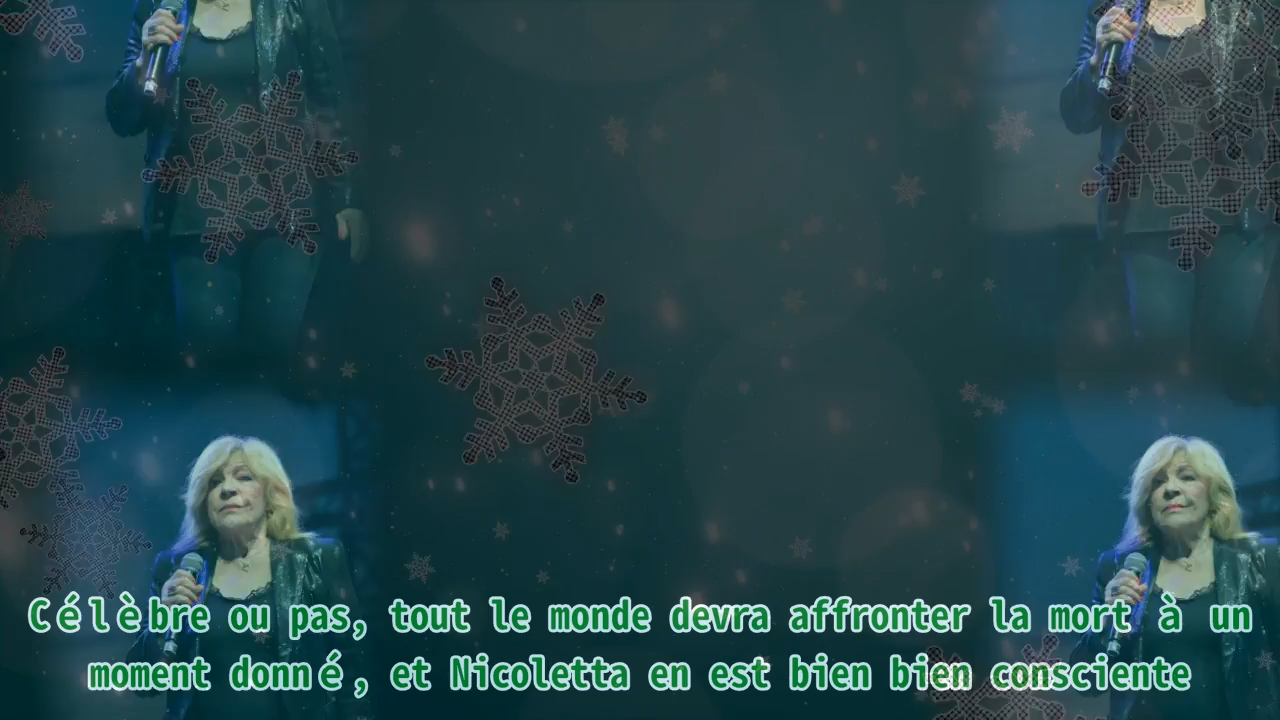 Célèbre ou pas, tout le monde devra affronter la mort à un
moment donné, et Nicoletta en est bien bien consciente